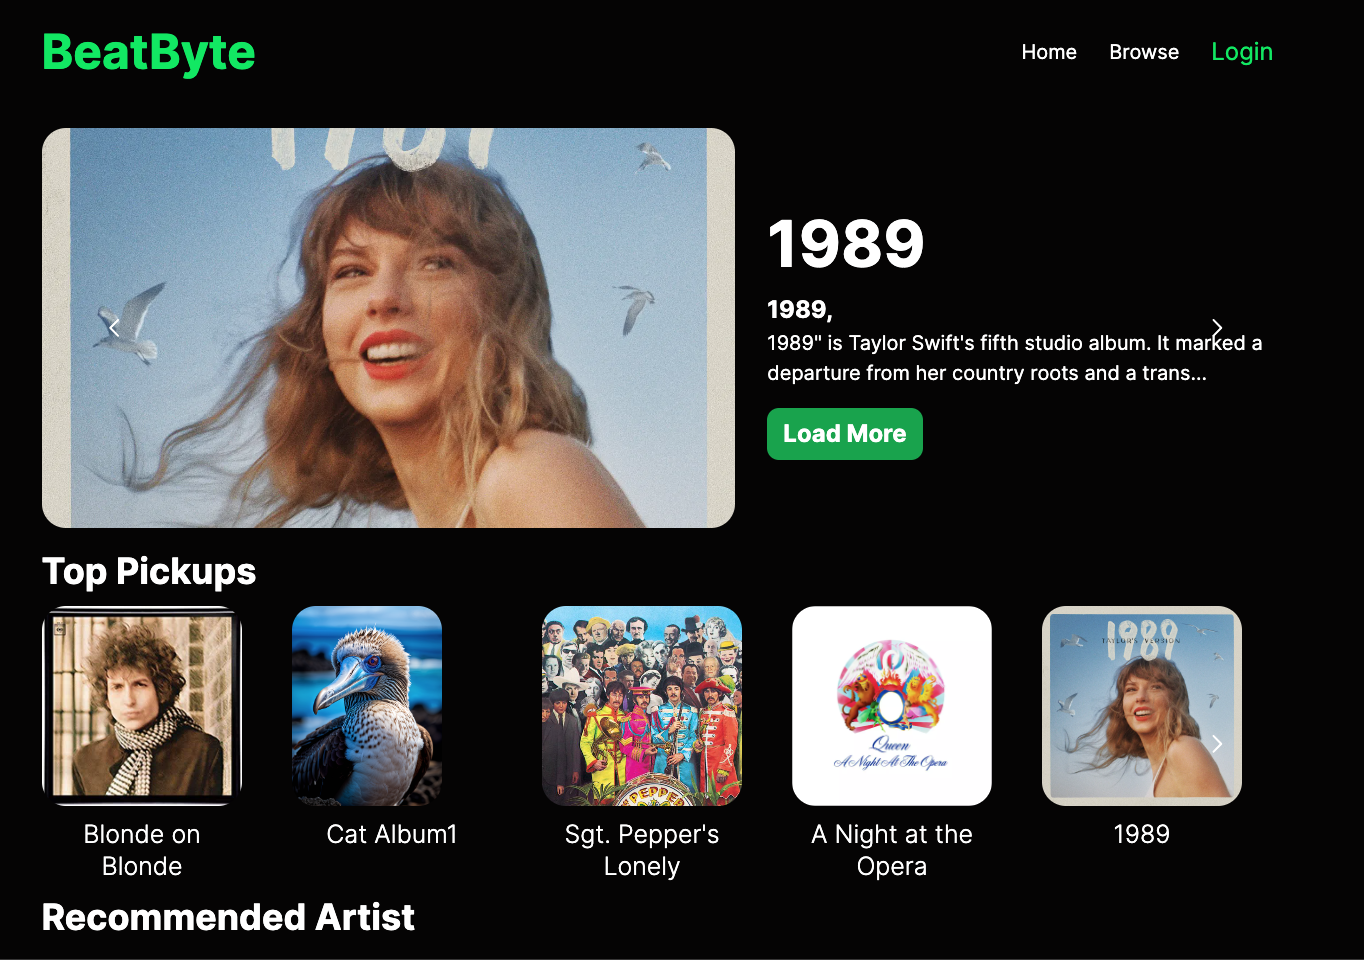 BeatByte
Home Browse Login
1989
1989,
1989" is Taylor Swift's fifth studio album. It marked a
departure from her country roots and a trans...
Load More
Top Pickups
PEPPER
Queen
A Night At The Opera
1989
TAYLOR'S VERSION
Blonde on
Blonde
Cat Album1
Sgt. Pepper's
Lonely
A Night at the
Opera
1989
Recommended Artist